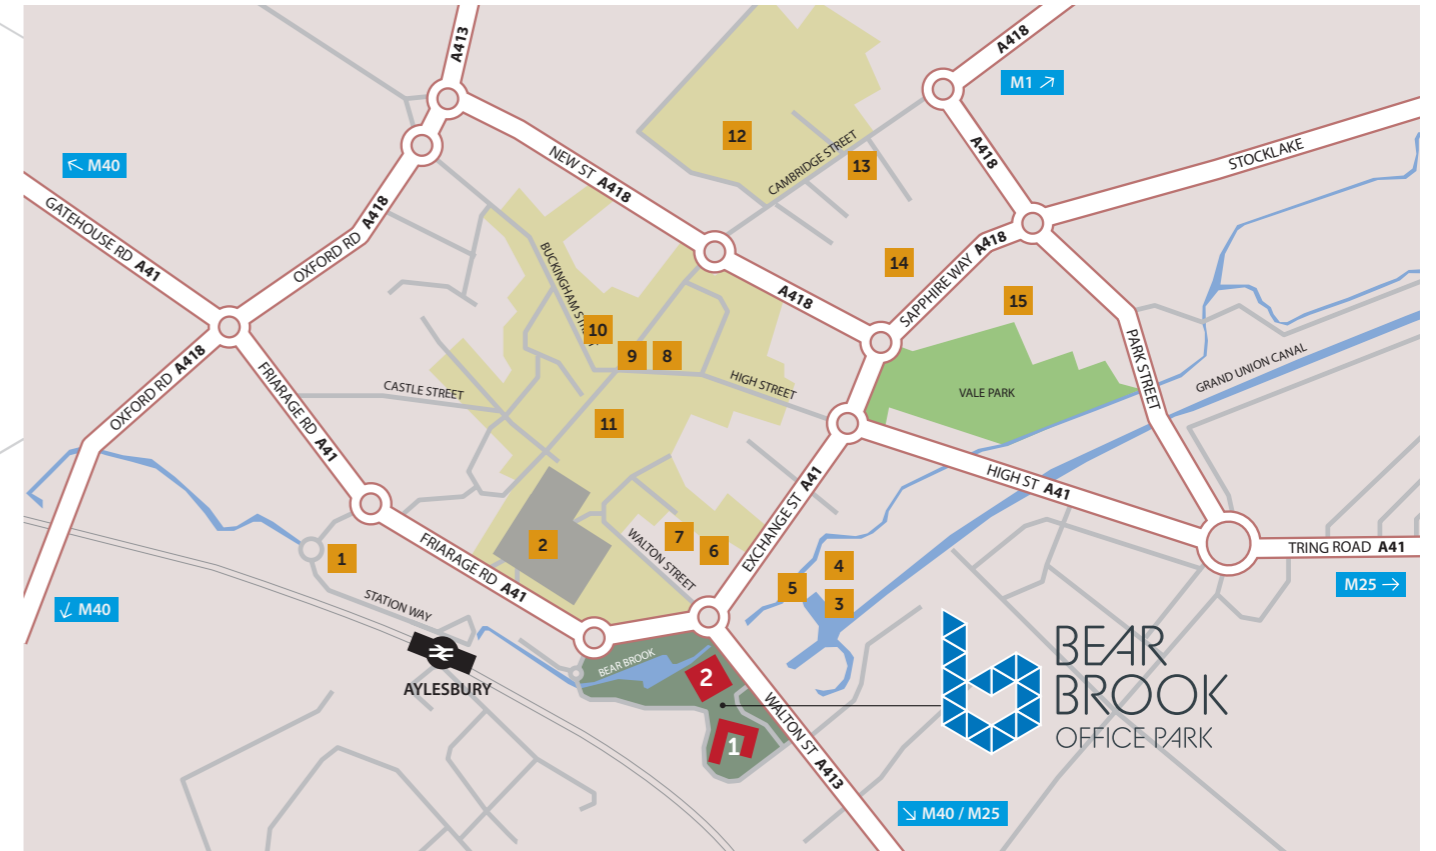 A413
A418
M1
12
CAMBRIDGE STREET
13
A418
STOCKLAKE
M40
NEW ST A418
GATEHOUSE RD A41
OXFORD RD A418
BUCKINGHAM
14
SAPPHIRE WAY A418
15
A418
10
9
8
OXFORD RD A418
FRIARAGE RD A41
CASTLE STREET
HIGH STREET
VALE PARK
PARK STREET
GRAND UNION CANAL
11
HIGH ST A41
EXCHANGE ST A41
1
2
7
6
WALTON STREET
FRIARAGE RD A41
5
4
3
TRING ROAD A41
M25
M40
STATION WAY
AYLESBURY
BEAR BROOK
2
1
WALTON ST A413
BEAR
BROOK
OFFICE PARK
M40 / M25